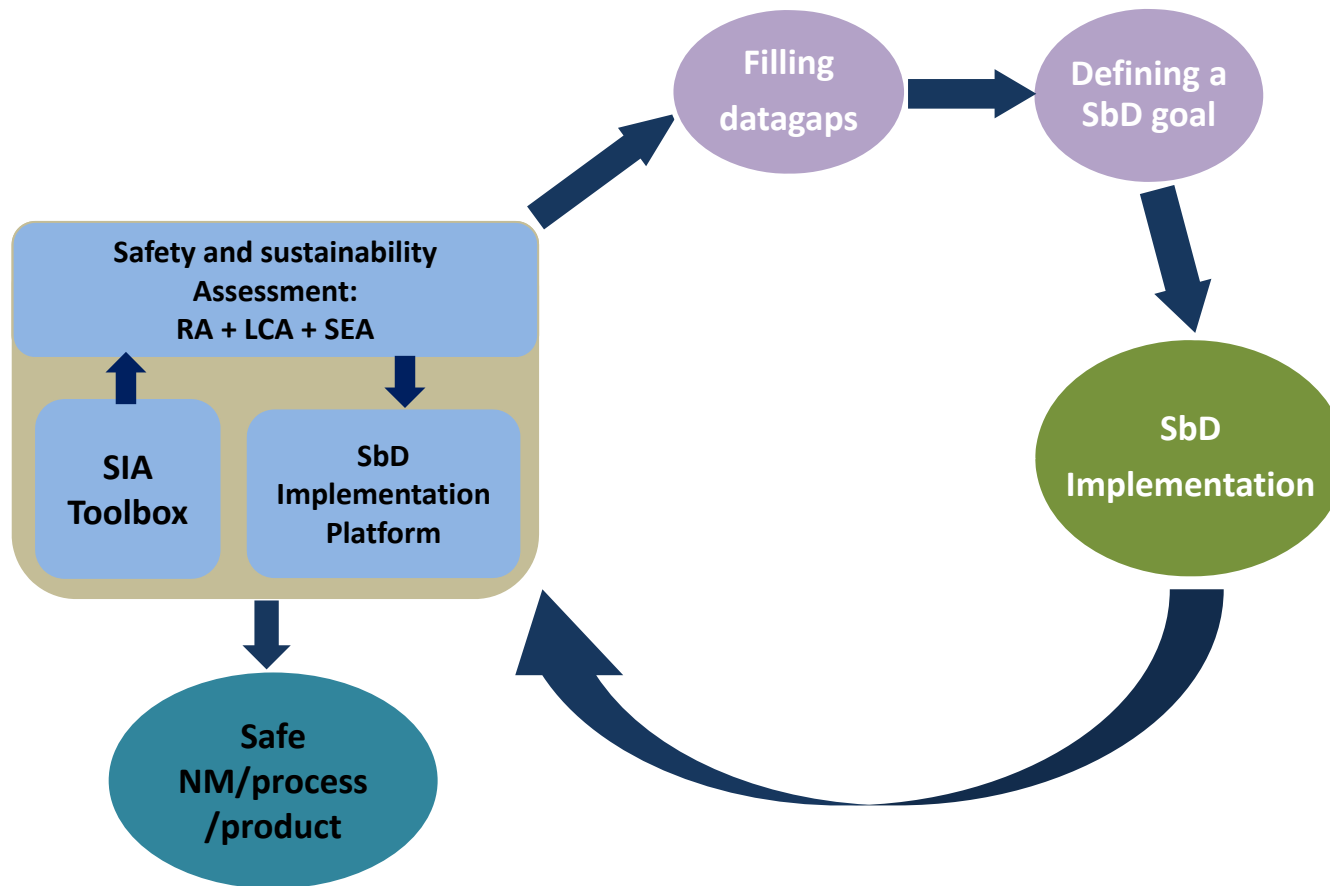 Filling
datagaps
Defining a
SbD goal
Safety and sustainability
Assessment:
RA + LCA + SEA
SIA
Toolbox
SbD
Implementation
Platform
SbD
Implementation
Safe
NM/process
/product